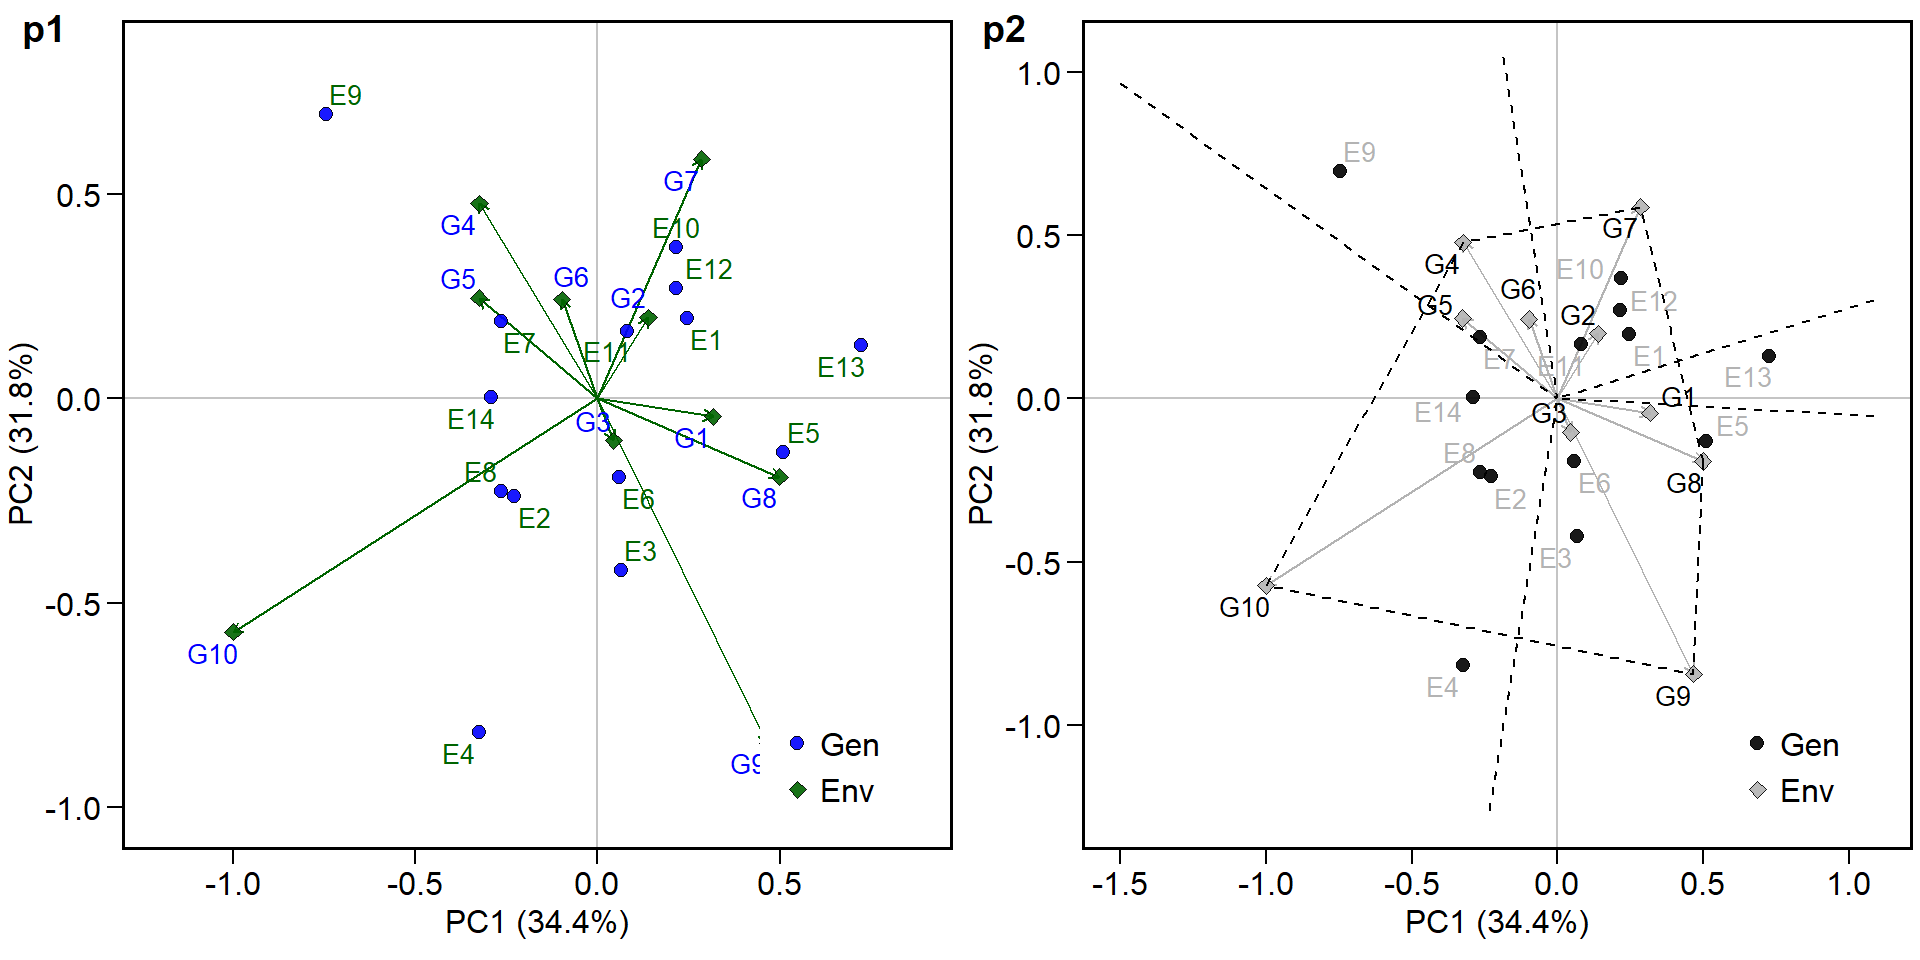 p1
E9
G7
G4
E10
G5
G6
E12
G2
E7
E11
E1
E13
G3
E14
G1
E5
E8
G8
E6
E2
E3
G10
E4
G9
Gen
Env
0.5
0.0
-0.5
-1.0
PC2 (31.8%)
-1.0 -0.5 0.0 0.5
PC1 (34.4%)
p2
E9
G7
G4
E10
G6
G5
E12
G2
E7
E11
E1
E13
G1
G3
E14
E5
E8
G8
E6
E2
E3
G10
E4
G9
Gen
Env
1.0
0.5
0.0
-0.5
-1.0
PC2 (31.8%)
-1.5 -1.0 -0.5 0.0 0.5 1.0
PC1 (34.4%)